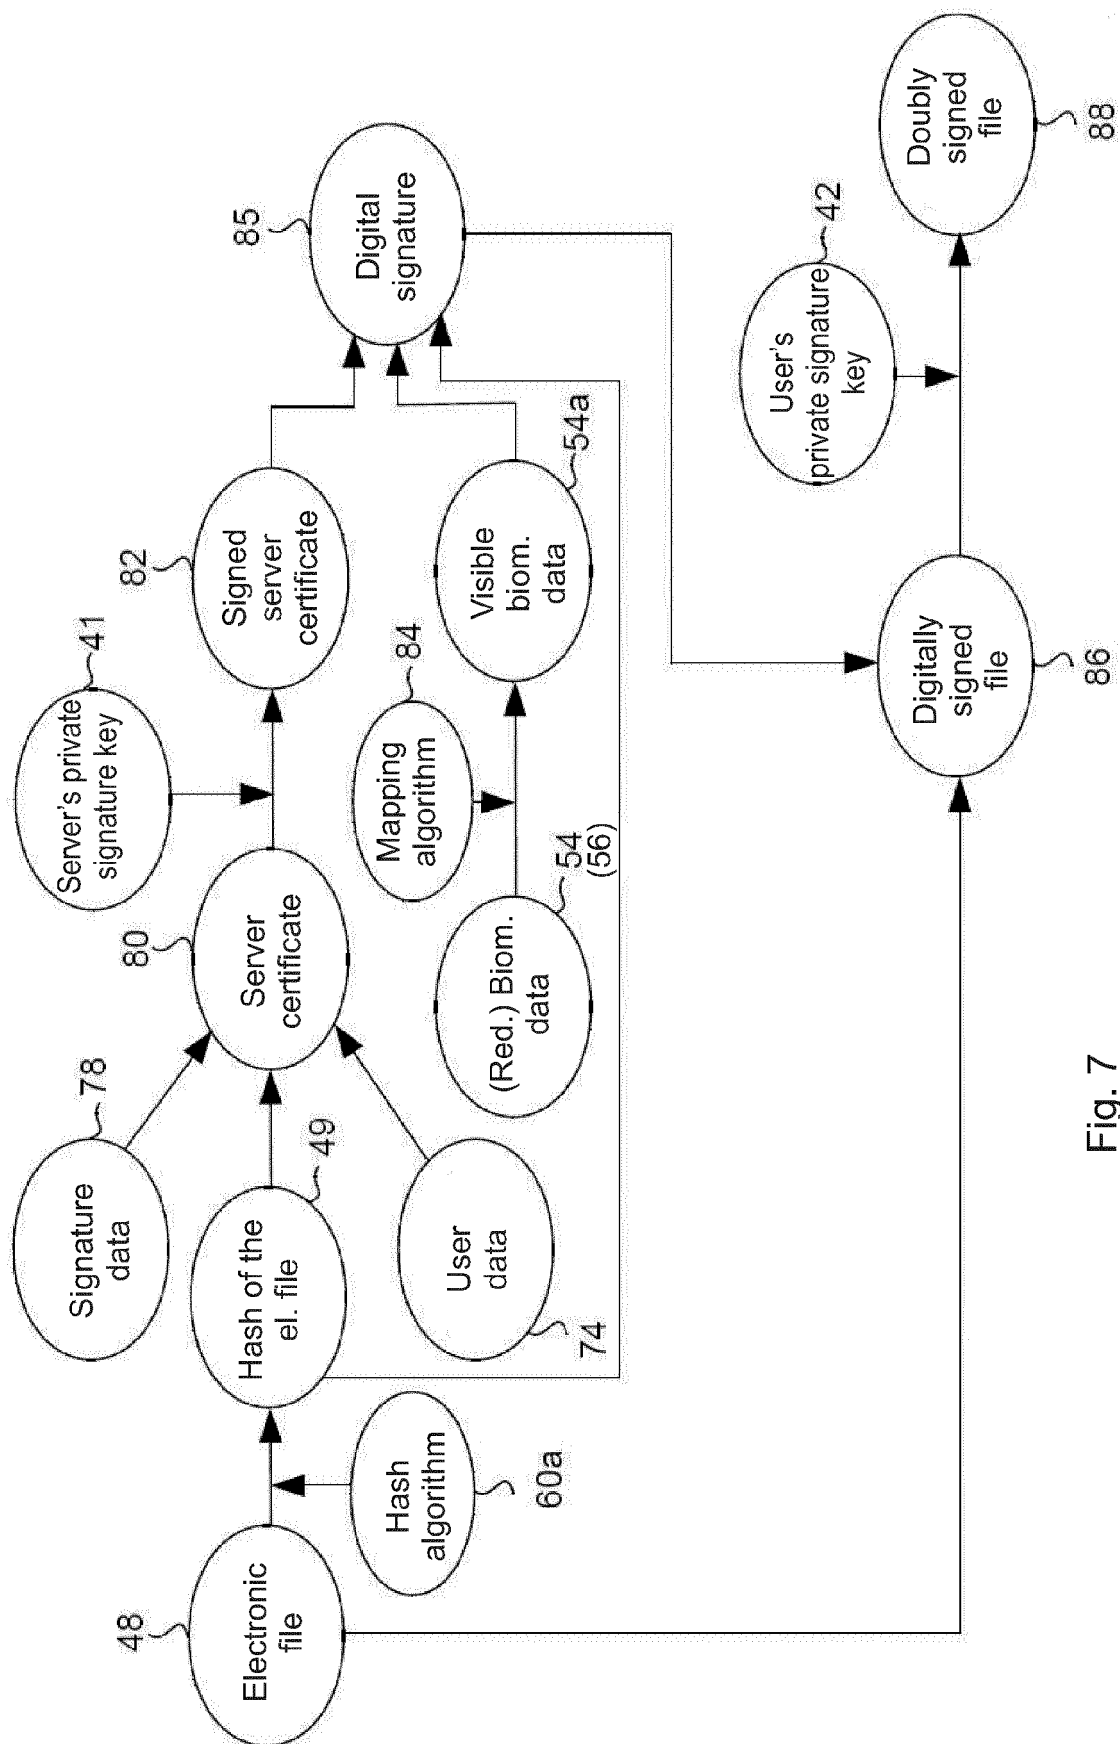 48
Electronic
file
60a
Hash
algorithm
49
Hash of the
el. file
78
Signature
data
74
User
data
80
Server
certificate
41
Server's private
signature key
82
Signed
server
certificate
54
(56)
(Red.) Biom.
data
84
Mapping
algorithm
54a
Visible
biom.
data
85
Digital
signature
86
Digitally
signed
file
42
User's
private signature
key
88
Doubly
signed
file
Fig. 7